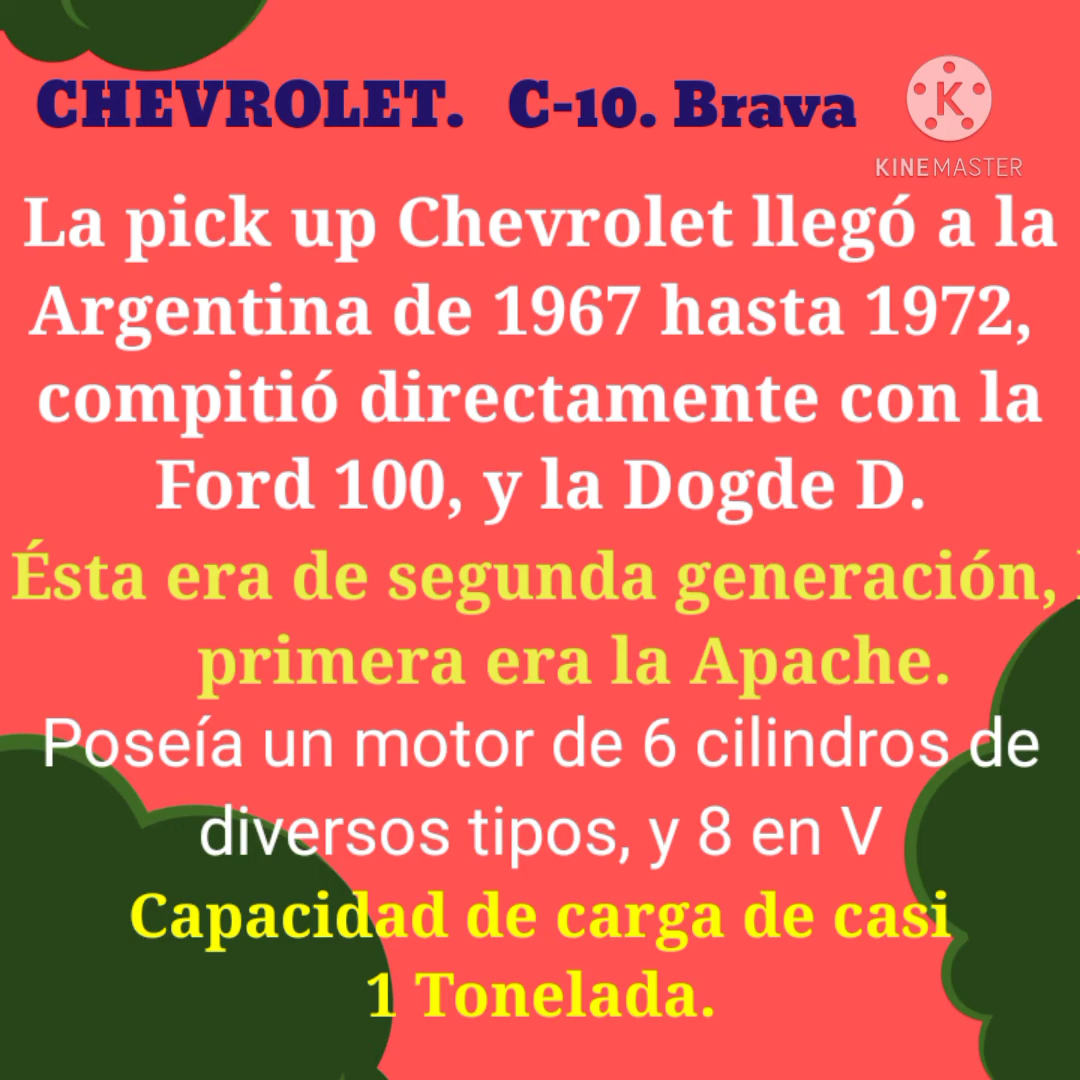 CHEVROLET. C-10. Brava
K
KINEMASTER
La pick up Chevrolet llegó a la
Argentina de 1967 hasta 1972,
compitió directamente con la
Ford 100, y la Dogde D.
Ésta era de segunda generación,
primera era la Apache.
Poseía un motor de 6 cilindros de
diversos tipos, y 8 en V
Capacidad de carga de casi
1 Tonelada.